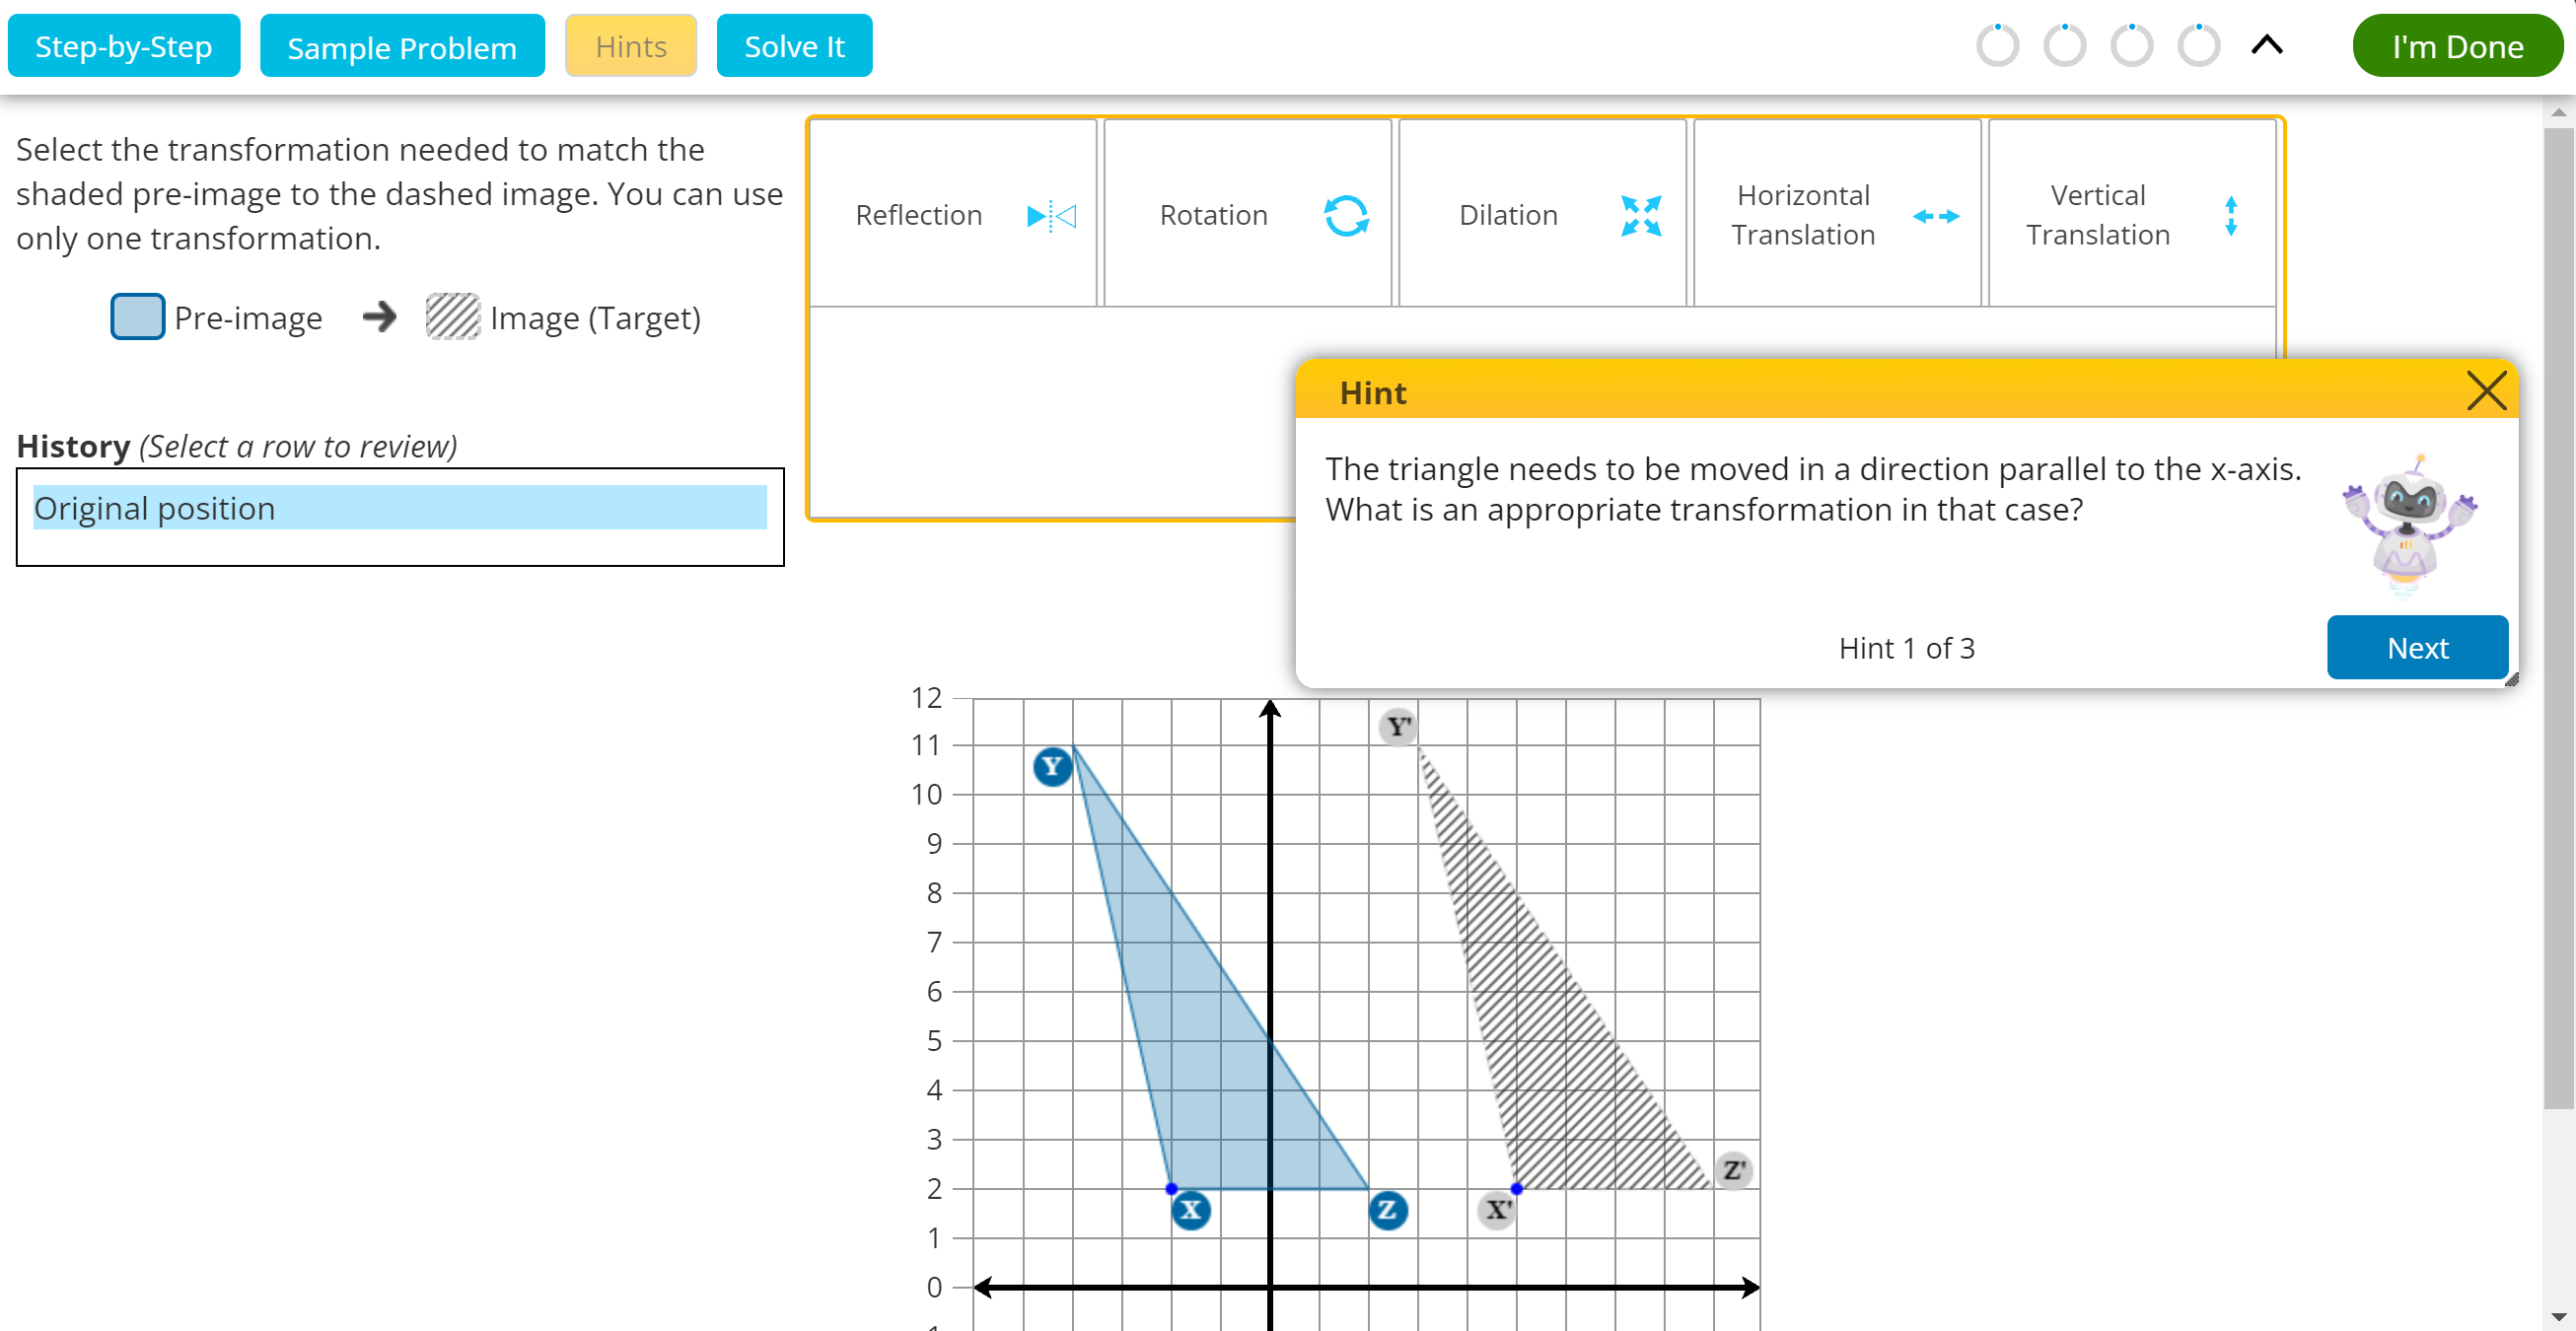 Step-by-Step
Sample Problem
Hints
Solve It
I'm Done
Select the transformation needed to match the
shaded pre-image to the dashed image. You can use
only one transformation.
Pre-image
Image (Target)
History (Select a row to review)
Original position
Reflection
Rotation
Dilation
Horizontal
Translation
Vertical
Translation
Hint
The triangle needs to be moved in a direction parallel to the x-axis.
What is an appropriate transformation in that case?
Hint 1 of 3
Next
12
11
10
9
8
7
6
5
4
3
2
1
0
Y
Y'
Z'
X
Z
X'